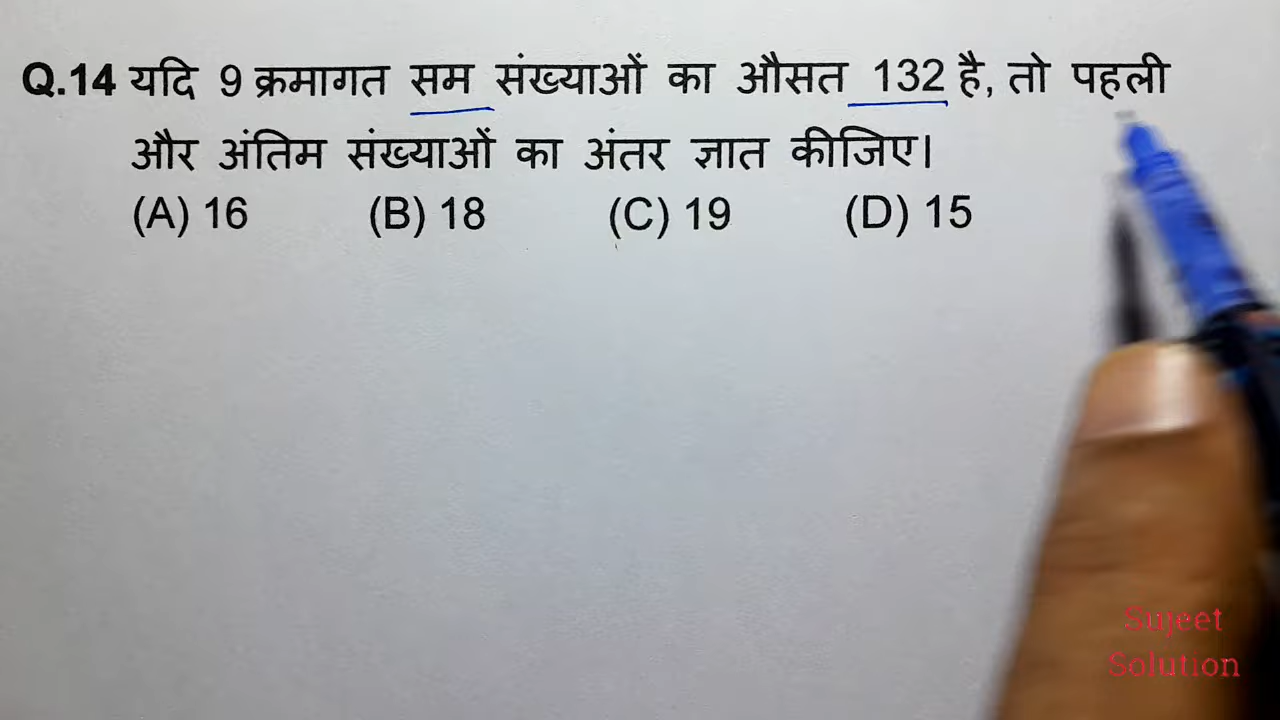 Q.14 यदि 9 क्रमागत सम संख्याओं का औसत 132 है, तो पहली
और अंतिम संख्याओं का अंतर ज्ञात कीजिए।
(A) 16 (B) 18 (C) 19 (D) 15
Sujeet
Solution